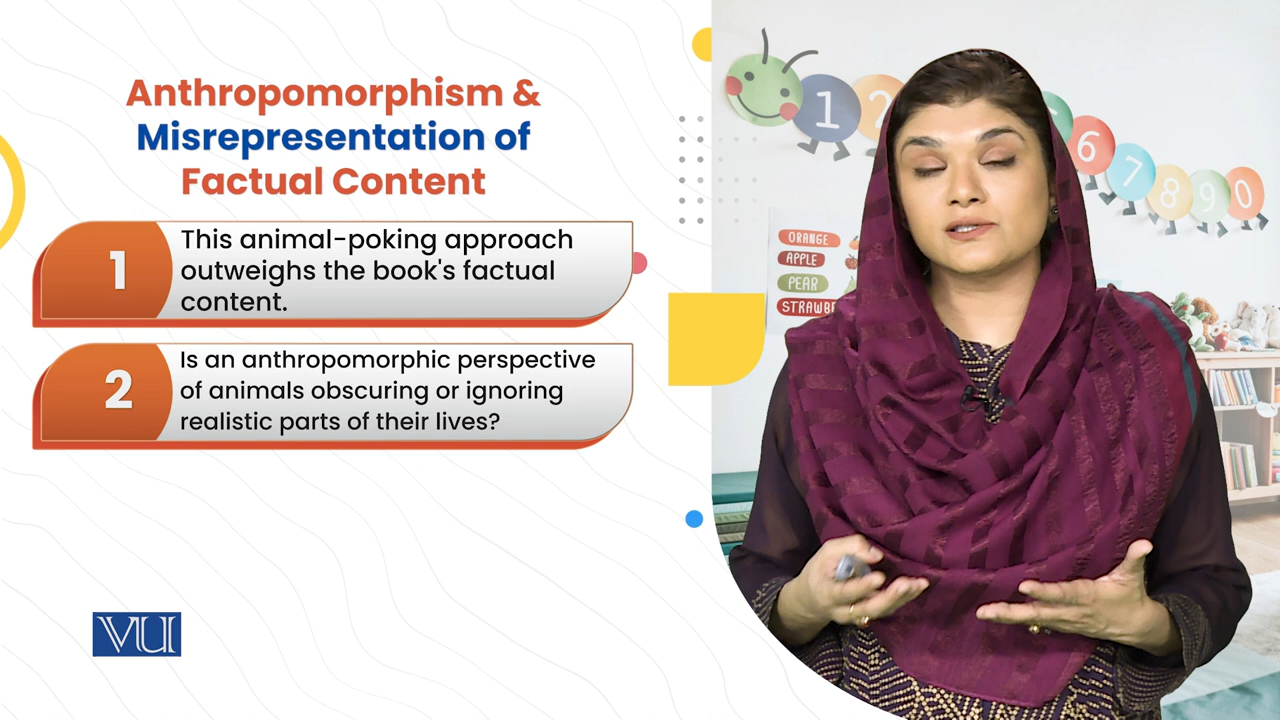 Anthropomorphism &
Misrepresentation of
Factual Content
1
This animal-poking approach
outweighs the book's factual
content.
2
Is an anthropomorphic perspective
of animals obscuring or ignoring
realistic parts of their lives?
VU
1 2 6 7 8 9 0
ORANGE
APPLE
PEAR